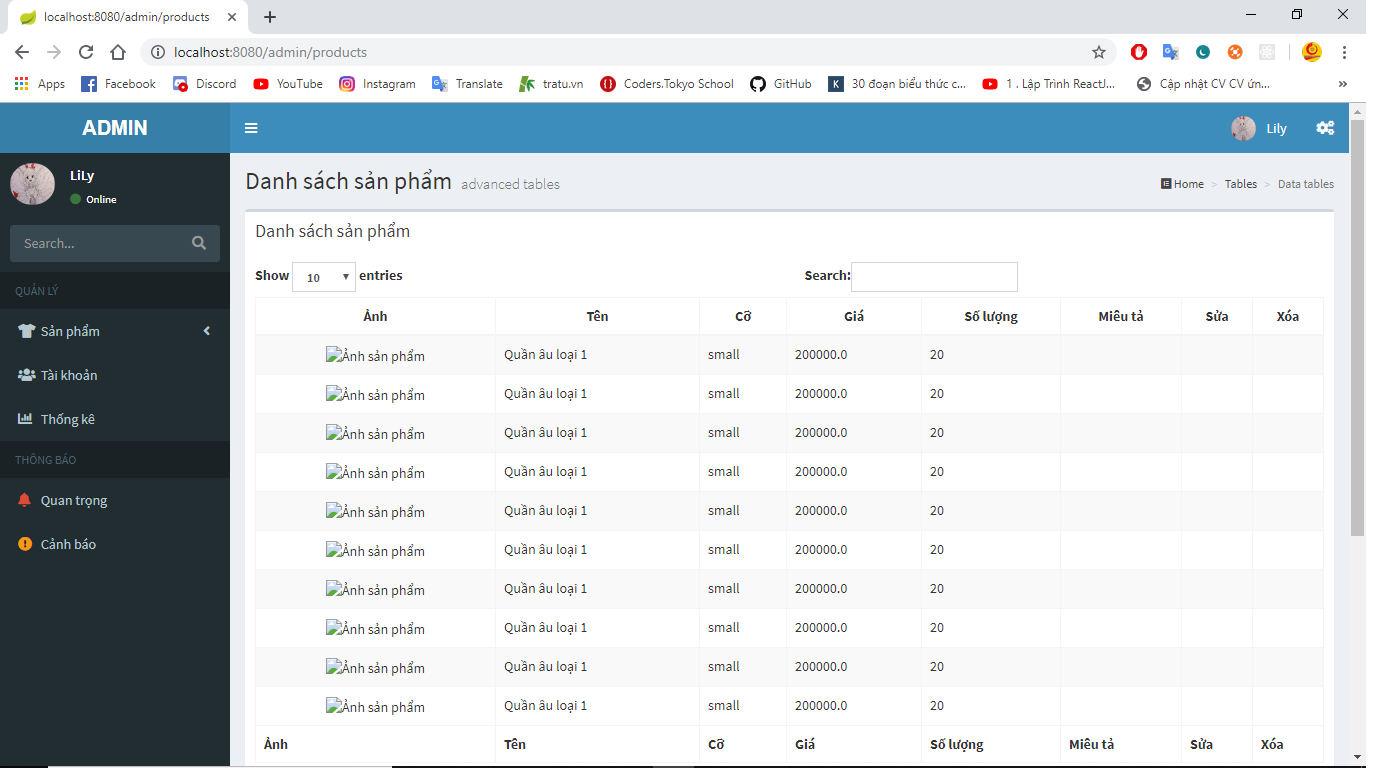 localhost:8080/admin/products
localhost:8080/admin/products
Apps Facebook Discord YouTube Instagram Translate tratu.vn Coders.Tokyo School GitHub 30 đoạn biểu thức c... 1 . Lập Trình ReactJ... Cập nhật CV CV ứn... »
ADMIN Lily
LiLy
Online
Search...
QUẢN LÝ
Sản phẩm
Tài khoản
Thống kê
THÔNG BÁO
Quan trọng
Cảnh báo
Danh sách sản phẩm advanced tables Home > Tables > Data tables
Danh sách sản phẩm
Show 10 entries Search:
Ảnh Tên Cỡ Giá Số lượng Miêu tả Sửa Xóa
Ảnh sản phẩm Quần âu loại 1 small 200000.0 20
Ảnh sản phẩm Quần âu loại 1 small 200000.0 20
Ảnh sản phẩm Quần âu loại 1 small 200000.0 20
Ảnh sản phẩm Quần âu loại 1 small 200000.0 20
Ảnh sản phẩm Quần âu loại 1 small 200000.0 20
Ảnh sản phẩm Quần âu loại 1 small 200000.0 20
Ảnh sản phẩm Quần âu loại 1 small 200000.0 20
Ảnh sản phẩm Quần âu loại 1 small 200000.0 20
Ảnh sản phẩm Quần âu loại 1 small 200000.0 20
Ảnh sản phẩm Quần âu loại 1 small 200000.0 20
Ảnh Tên Cỡ Giá Số lượng Miêu tả Sửa Xóa